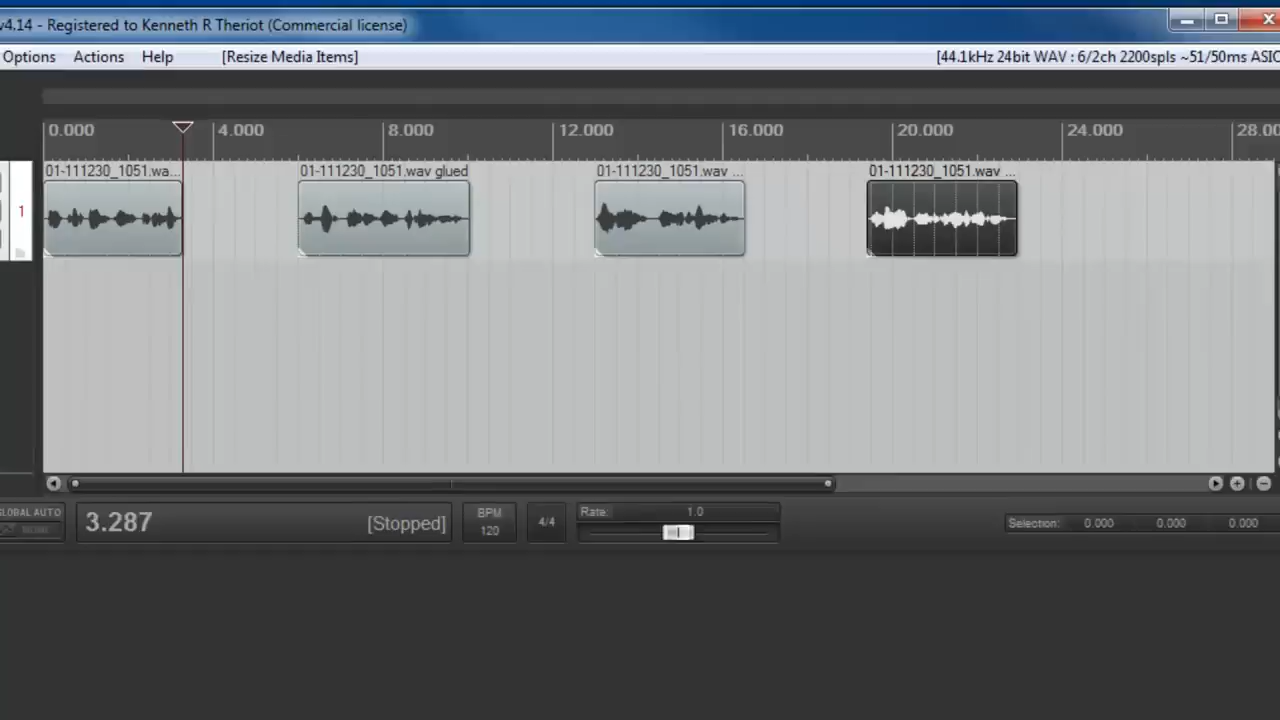 v4.14 - Registered to Kenneth R Theriot (Commercial license)
Options Actions Help [Resize Media Items] [44.1kHz 24bit WAV : 6/2ch 2200spls ~51/50ms ASIO
0.000 4.000 8.000 12.000 16.000 20.000 24.000 28.00
01-111230_1051.wa... 01-111230_1051.wav glued 01-111230_1051.wav ... 01-111230_1051.wav ...
1
GLOBAL AUTO
3.287 [Stopped] BPM 120 4/4 Rate: 1.0 Selection: 0.000 0.000 0.000